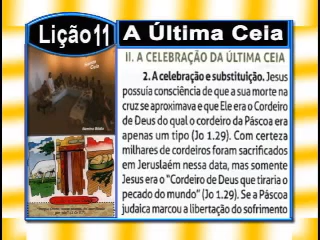 Lição 11
A Última Ceia
II. A CELEBRAÇÃO DA ÚLTIMA CEIA
2. A celebração e substituição. Jesus
possuía consciência de que a sua morte na
cruz se aproximava e que Ele era o Cordeiro
de Deus do qual o cordeiro da Páscoa era
apenas um tipo (Jo 1.29). Com certeza
milhares de cordeiros foram sacrificados
em Jerusalém nessa data, mas somente
Jesus era o "Cordeiro de Deus que tiraria o
pecado do mundo" (Jo 1.29). Se a Páscoa
judaica marcou a libertação do sofrimento